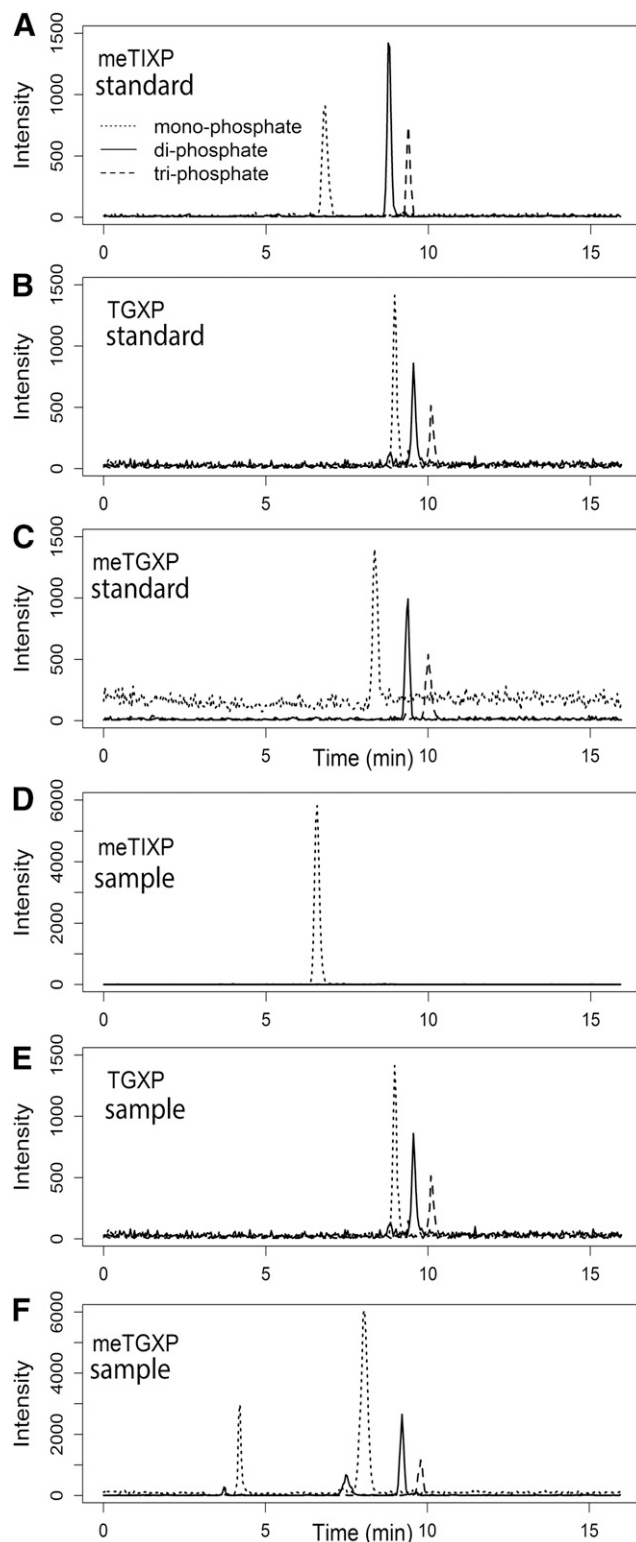 A
meTIXP
standard
mono-phosphate
di-phosphate
tri-phosphate
Intensity
0 500 1000 1500
0 5 10 15
B
TGXP
standard
Intensity
0 500 1000 1500
0 5 10 15
C
meTGXP
standard
Intensity
0 500 1000 1500
0 5 10 15
Time (min)
D
meTIXP
sample
Intensity
0 2000 4000 6000
0 5 10 15
E
TGXP
sample
Intensity
0 500 1000 1500
0 5 10 15
F
meTGXP
sample
Intensity
0 2000 4000 6000
0 5 10 15
Time (min)